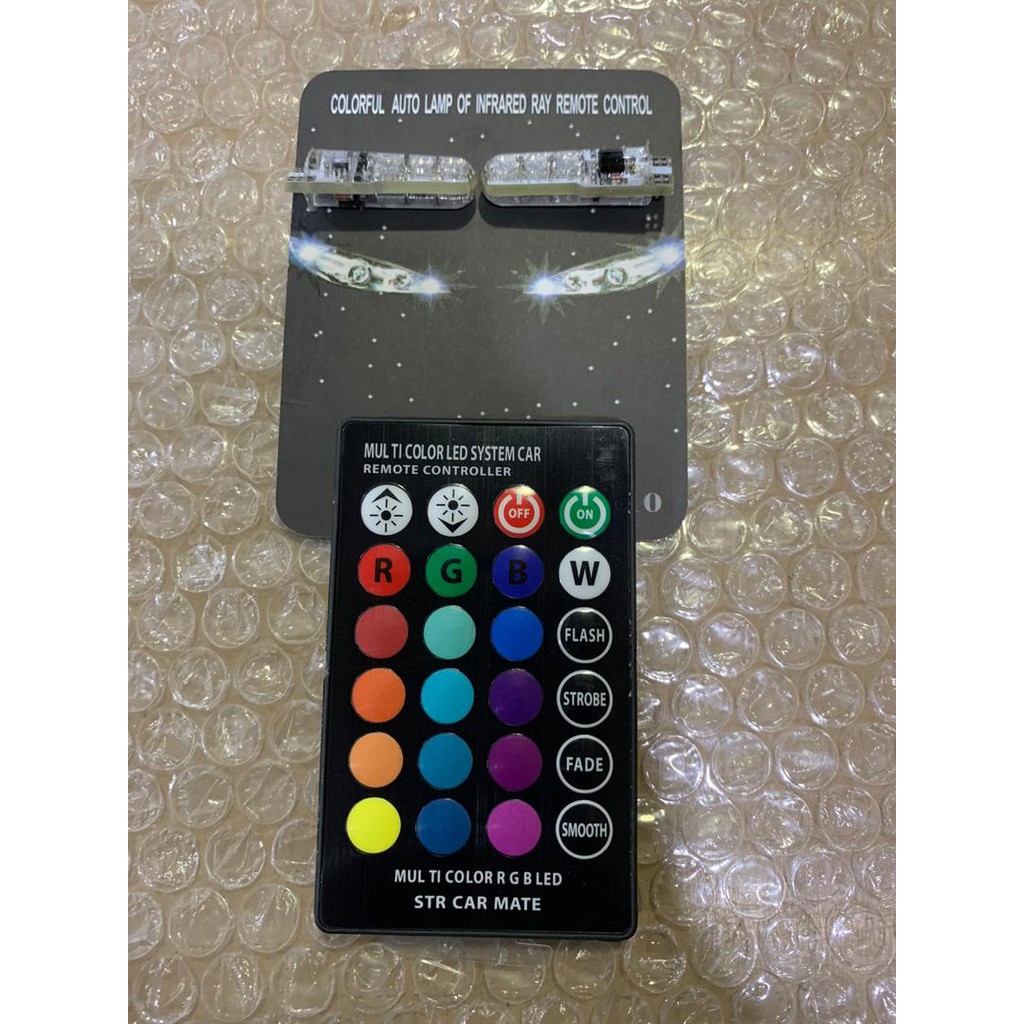 COLORFUL AUTO LAMP OF INFRARED RAY REMOTE CONTROL
MUL TI COLOR LED SYSTEM CAR
REMOTE CONTROLLER
OFF ON
R G B W
FLASH
STROBE
FADE
SMOOTH
MUL TI COLOR R G B LED
STR CAR MATE